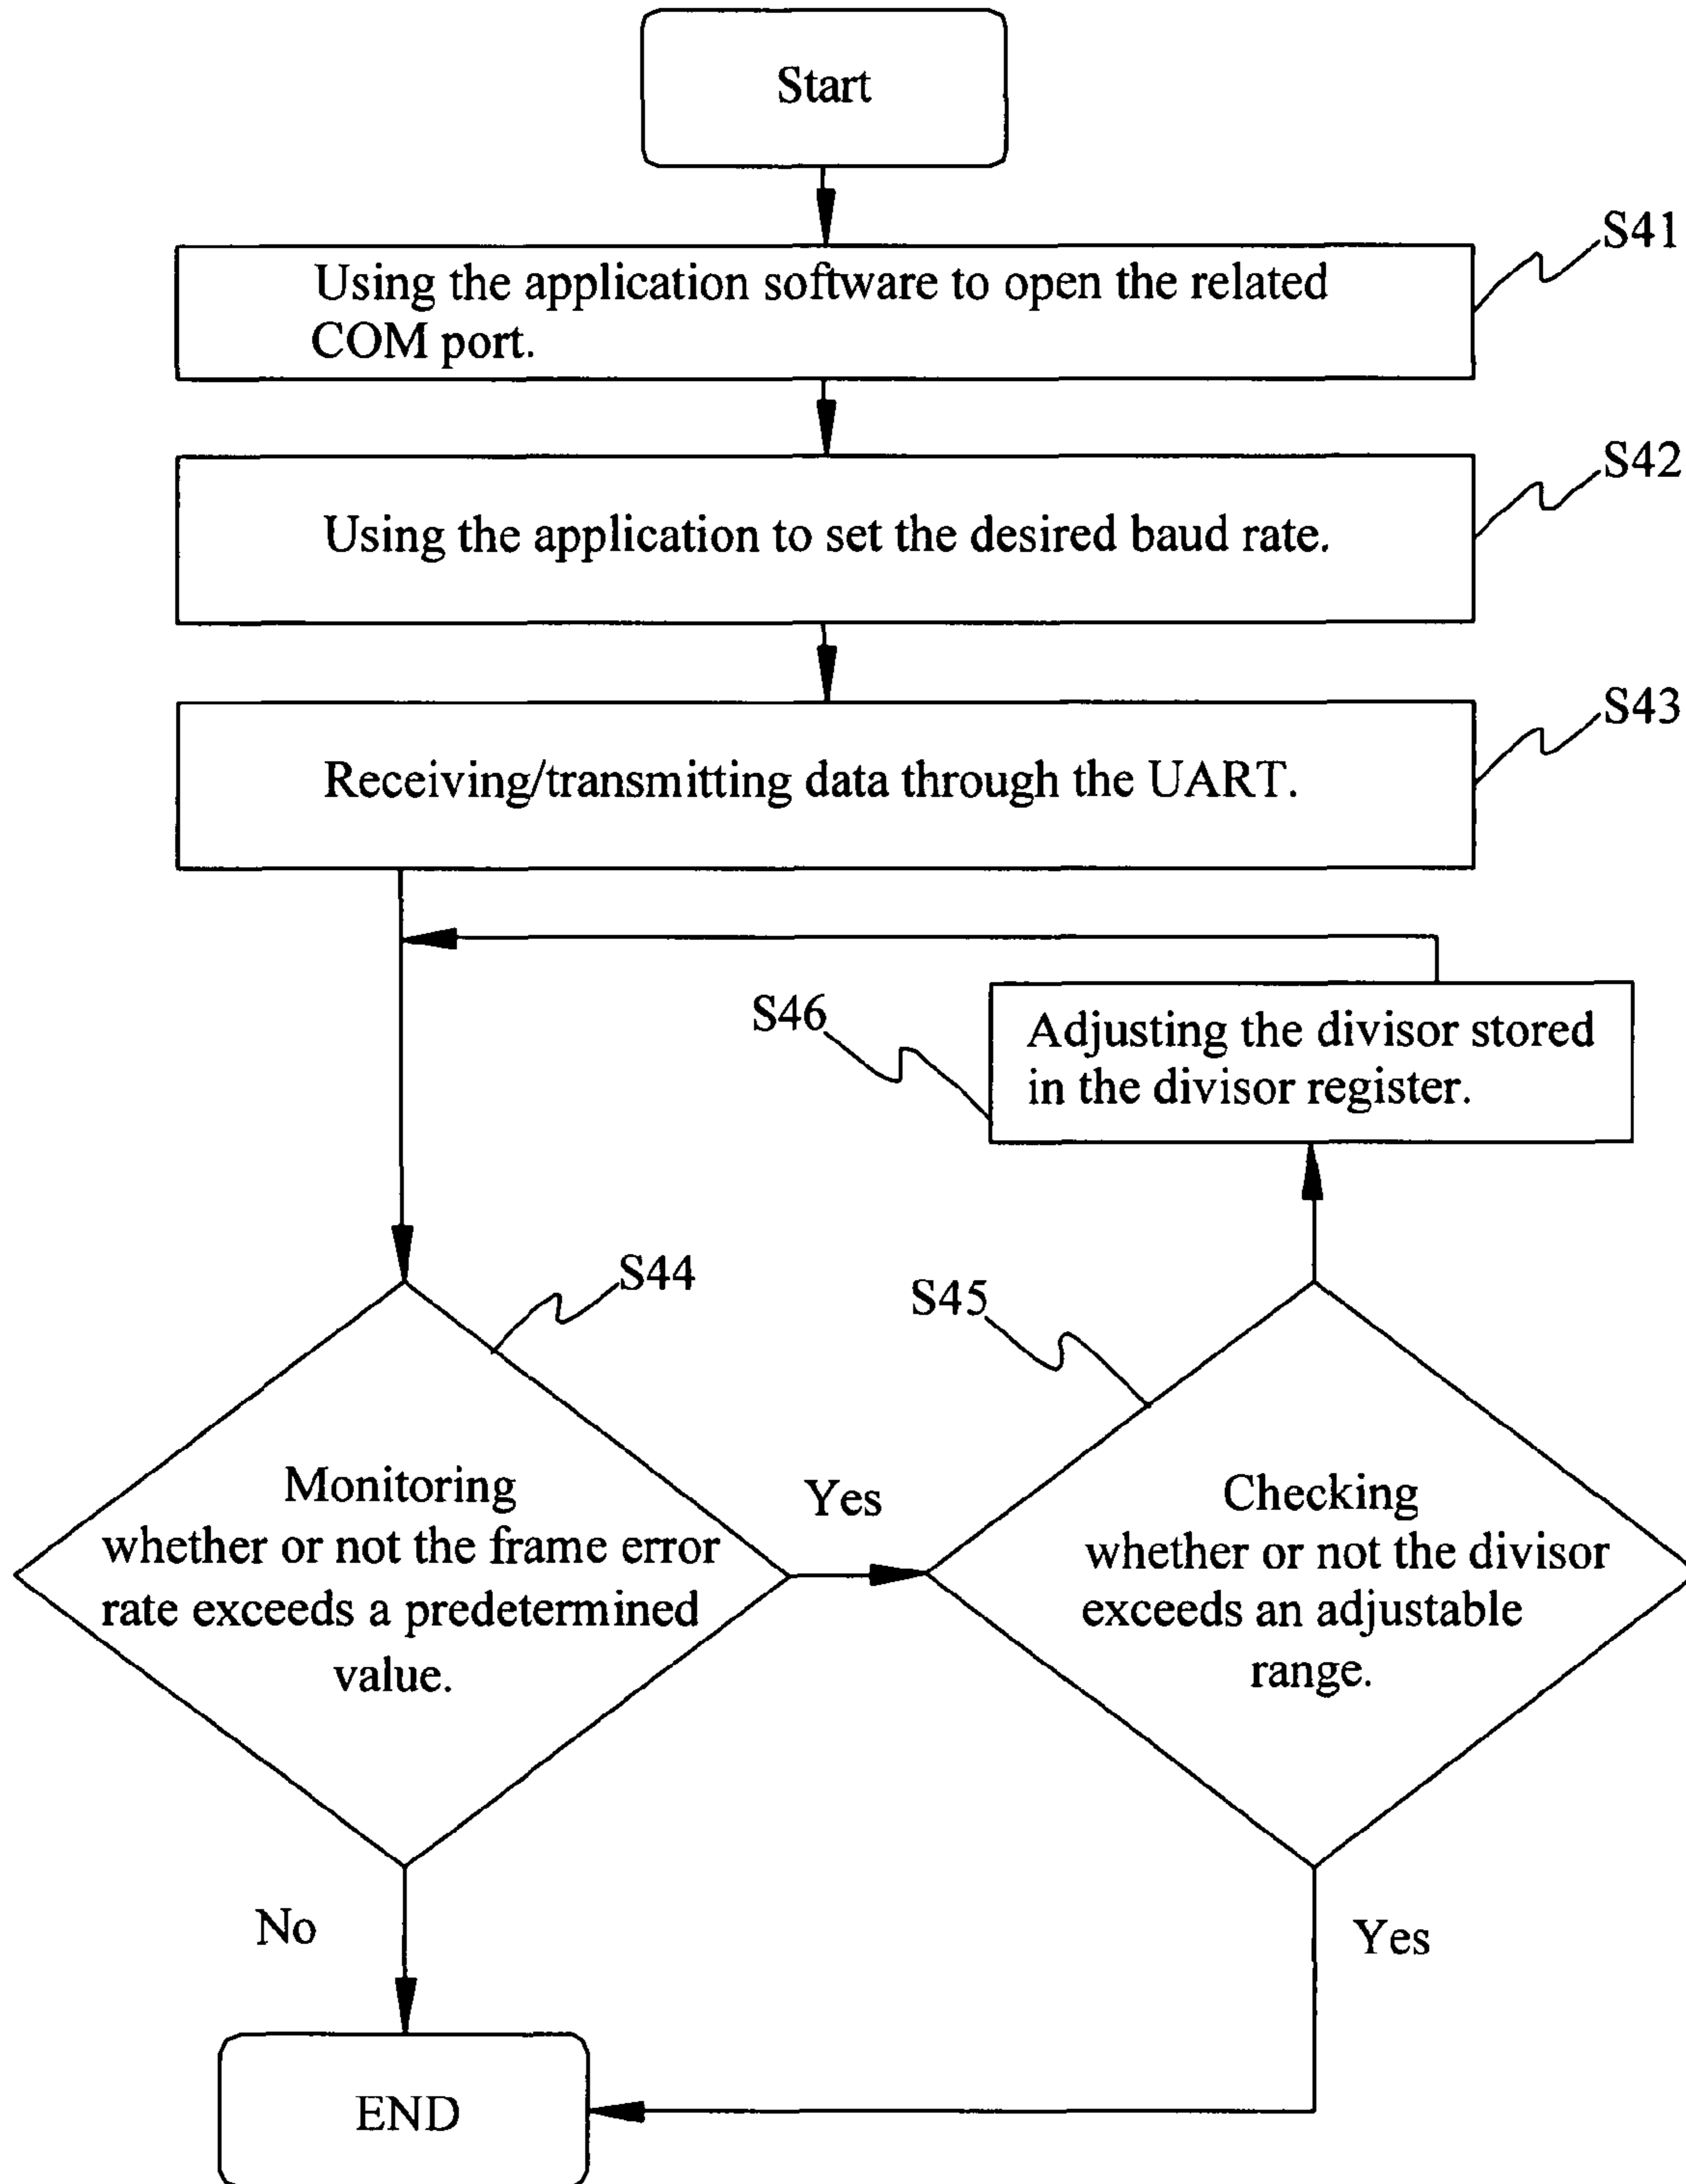 Start
S41
Using the application software to open the related
COM port.
S42
Using the application to set the desired baud rate.
S43
Receiving/transmitting data through the UART.
S46
Adjusting the divisor stored
in the divisor register.
S44
S45
Monitoring
whether or not the frame error
rate exceeds a predetermined
value.
Yes
Checking
whether or not the divisor
exceeds an adjustable
range.
No
Yes
END